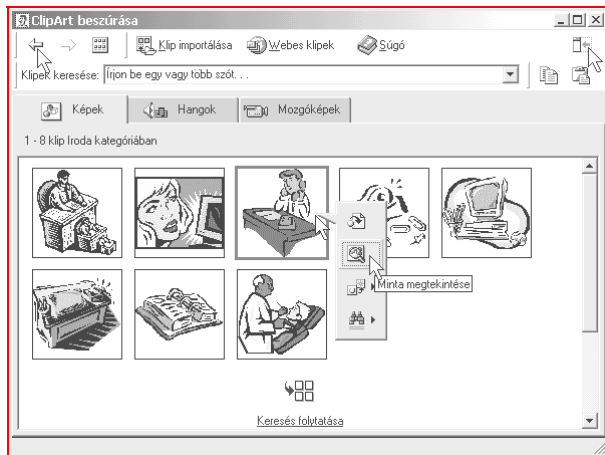 ClipArt beszúrása
Klip importálása Webes klipek Súgó
Klipek keresése: Írjon be egy vagy több szót. . .
Képek Hangok Mozgóképek
1 - 8 klip Iroda kategóriában
Minta megtekintése
Keresés folytatása